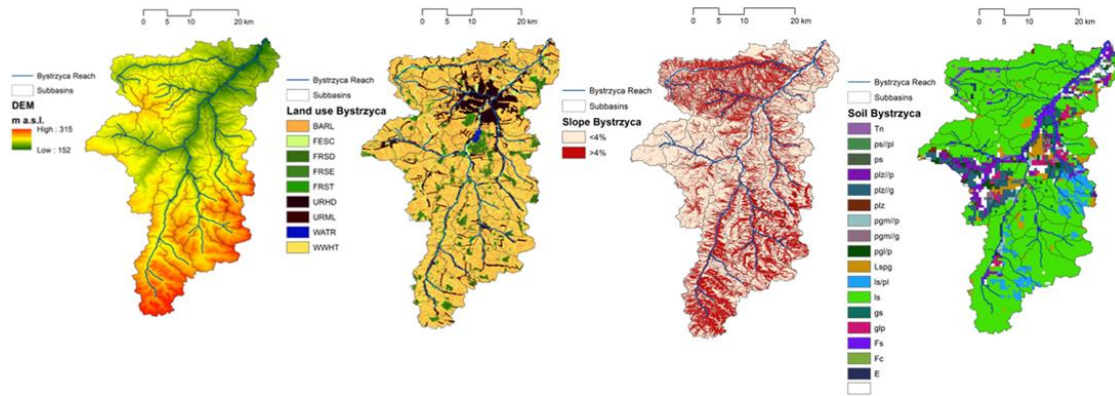 0 5 10 20 km
Bystrzyca Reach
Subbasins
DEM
m a.s.l.
High : 315
Low : 152
0 5 10 20 km
Bystrzyca Reach
Subbasins
Land use Bystrzyca
BARL
FESC
FRSD
FRSE
FRST
URHD
URML
WATR
WWHT
0 5 10 20 km
Bystrzyca Reach
Subbasins
Slope Bystrzyca
<4%
>4%
0 5 10 20 km
Bystrzyca Reach
Subbasins
Soil Bystrzyca
Tn
ps//pl
ps
plz//p
plz//g
plz
pgm//p
pgm//g
pgl/p
Lspg
ls/pl
ls
gs
glp
Fs
Fc
E